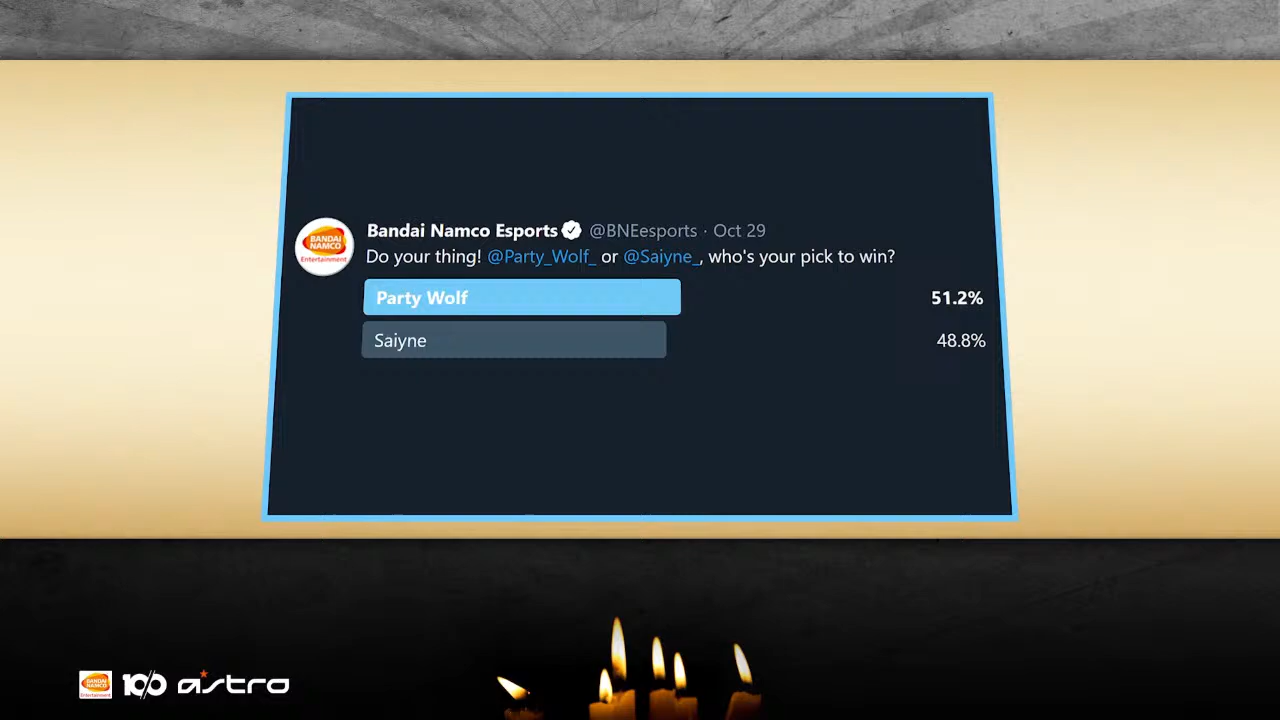 Bandai Namco Esports @BNEesports · Oct 29
BANDAI
NAMCO
Entertainment
Do your thing! @Party_Wolf_ or @Saiyne_, who's your pick to win?
Party Wolf 51.2%
Saiyne 48.8%
BANDAI
NAMCO
Entertainment
100 astro